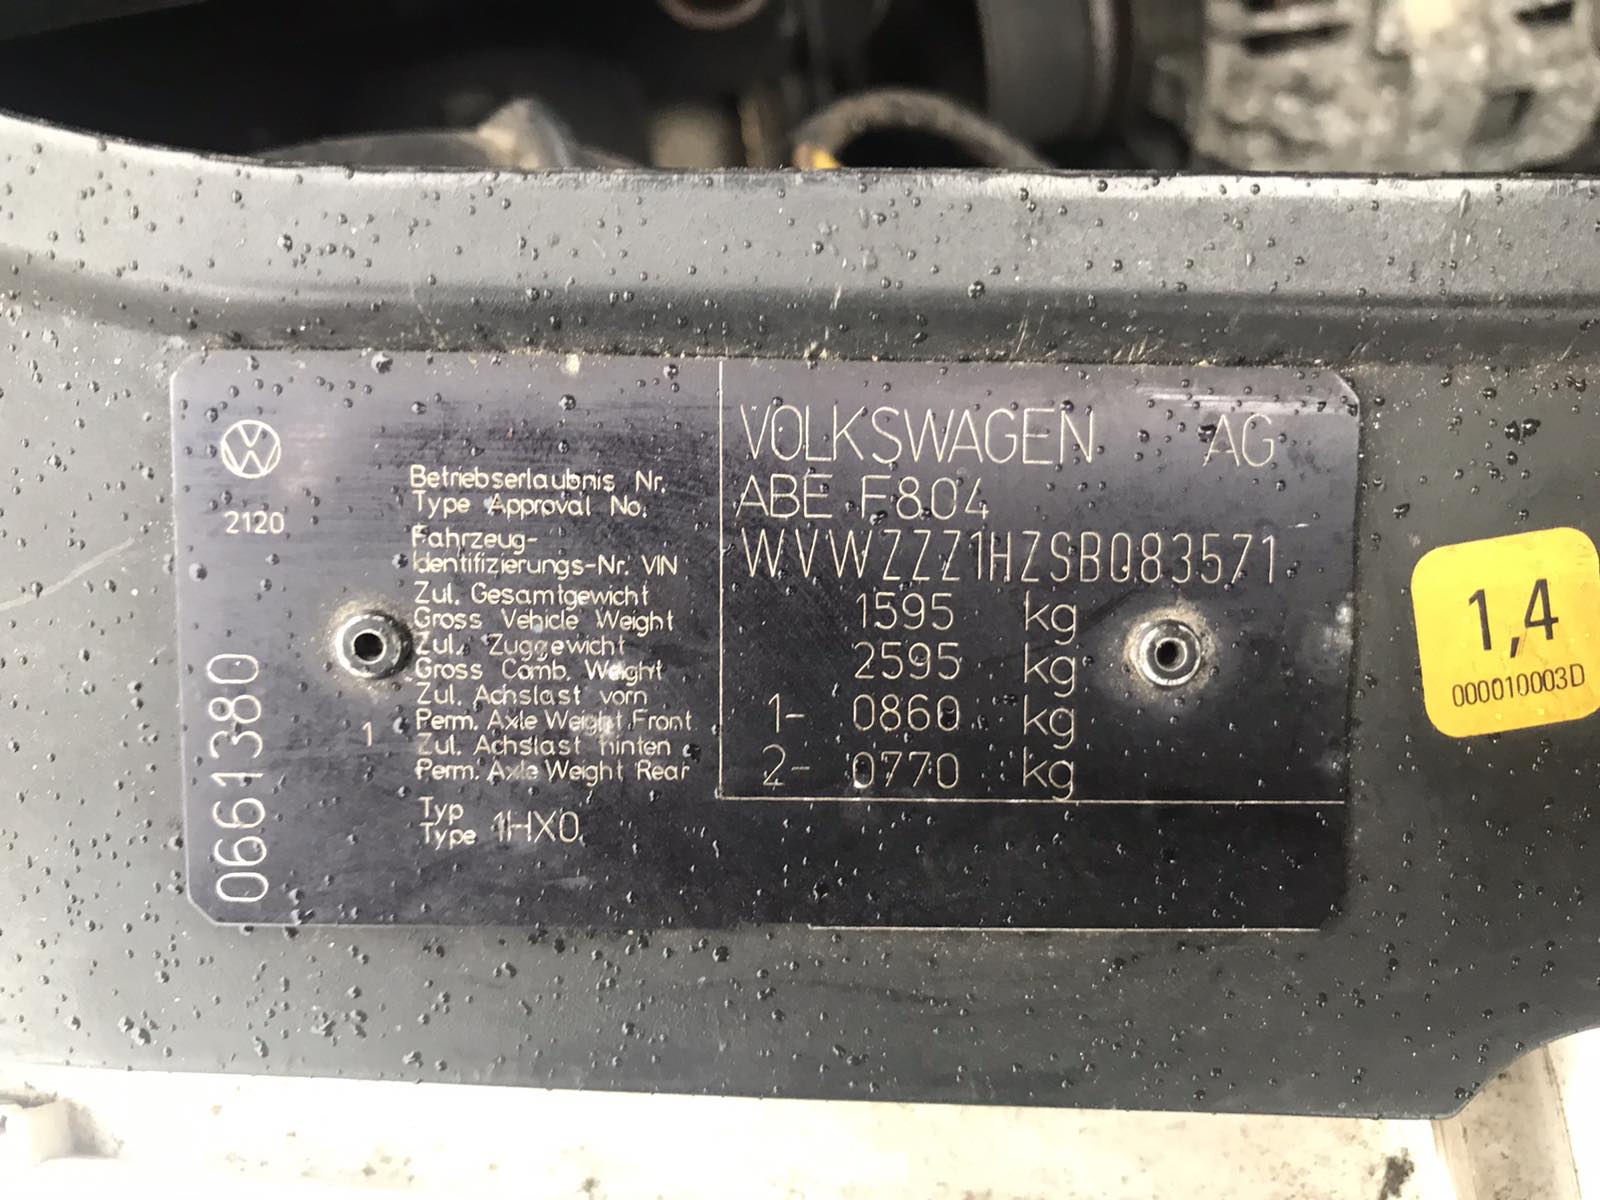 VOLKSWAGEN AG
Betriebserlaubnis Nr.
Type Approval No.
ABE F804
Fahrzeug-
Identifizierungs-Nr. VIN
WVWZZZ1HZSB083571
Zul. Gesamtgewicht
Gross Vehicle Weight
1595 kg
Zul. Zuggewicht
Gross Comb. Weight
2595 kg
Zul. Achslast vorn
Perm. Axle Weight Front
1- 0860 kg
Zul. Achslast hinten
Perm. Axle Weight Rear
2- 0770 kg
Typ
Type 1HX0
2120
1
0661380
1,4
000010003D